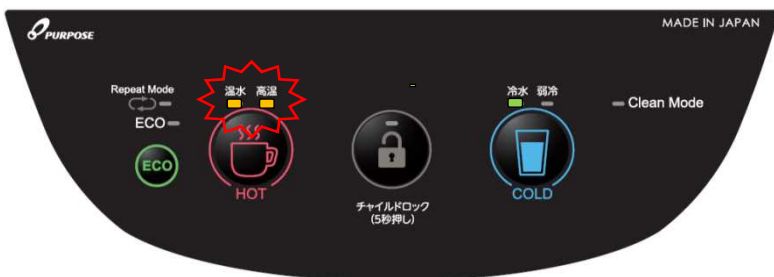 PURPOSE
MADE IN JAPAN
Repeat Mode
温水 高温
冷水 弱冷
ECO
Clean Mode
ECO
HOT
COLD
チャイルドロック
(5秒押し)